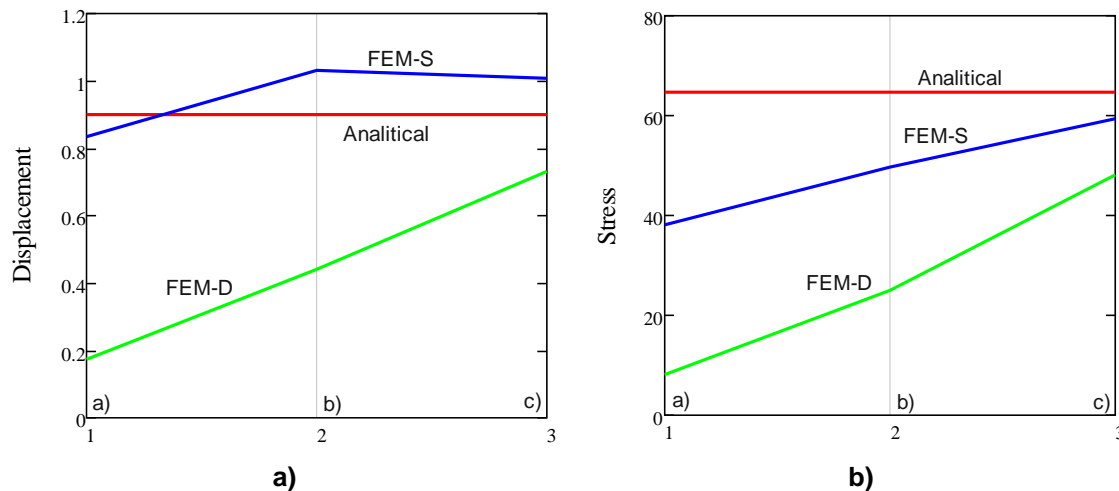 1.2
1
0.8
0.6
0.4
0.2
0
Displacement
FEM-S
Analitical
FEM-D
a)
b)
c)
1
2
3
a)
80
60
40
20
0
Stress
Analitical
FEM-S
FEM-D
a)
b)
c)
1
2
3
b)